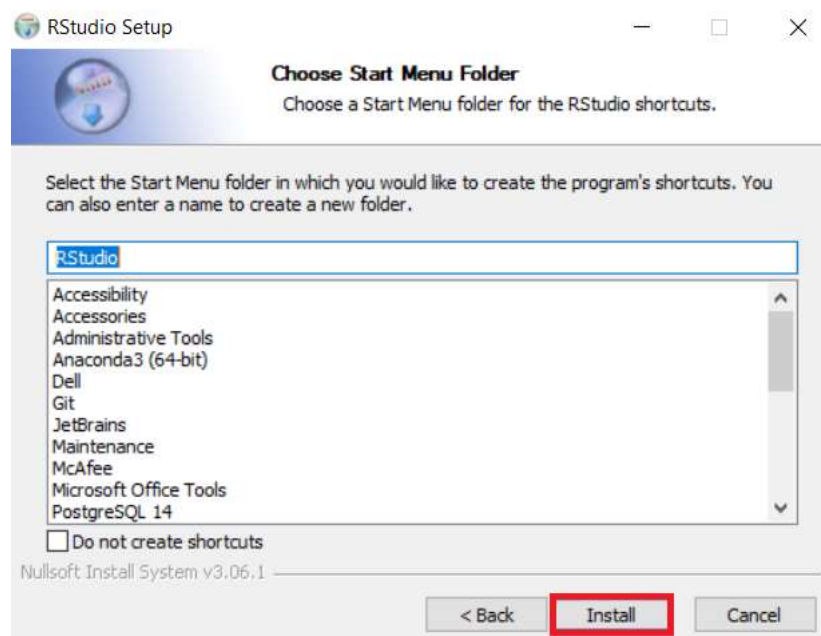 RStudio Setup
Choose Start Menu Folder
Choose a Start Menu folder for the RStudio shortcuts.
Select the Start Menu folder in which you would like to create the program's shortcuts. You
can also enter a name to create a new folder.
RStudio
Accessibility
Accessories
Administrative Tools
Anaconda3 (64-bit)
Dell
Git
JetBrains
Maintenance
McAfee
Microsoft Office Tools
PostgreSQL 14
Do not create shortcuts
Nullsoft Install System v3.06.1
< Back Install Cancel